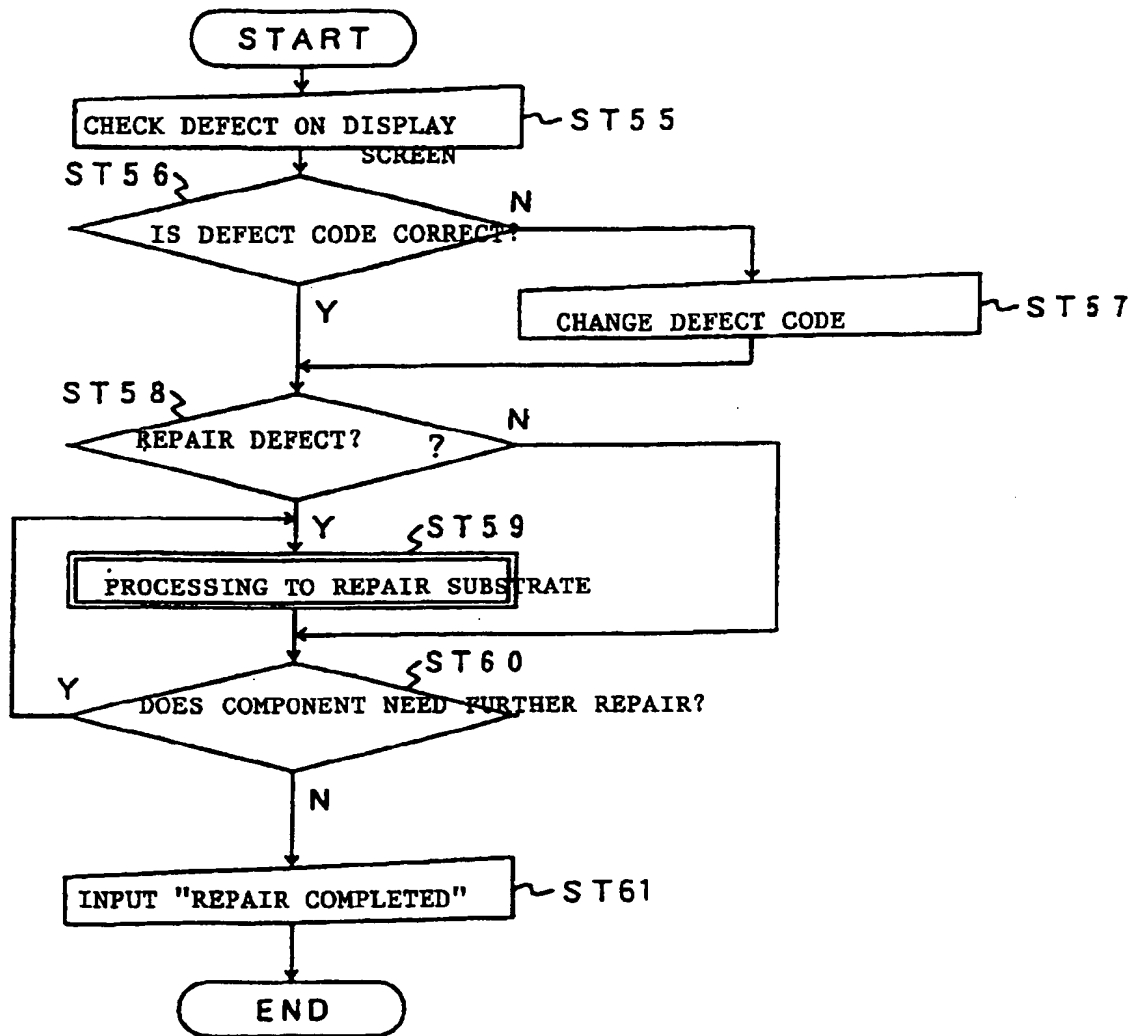 START
CHECK DEFECT ON DISPLAY
SCREEN
ST55
ST56
IS DEFECT CODE CORRECT?
N
Y
CHANGE DEFECT CODE
ST57
ST58
REPAIR DEFECT? ?
N
Y
ST59
PROCESSING TO REPAIR SUBSTRATE
ST60
Y
DOES COMPONENT NEED FURTHER REPAIR?
N
INPUT "REPAIR COMPLETED"
ST61
END